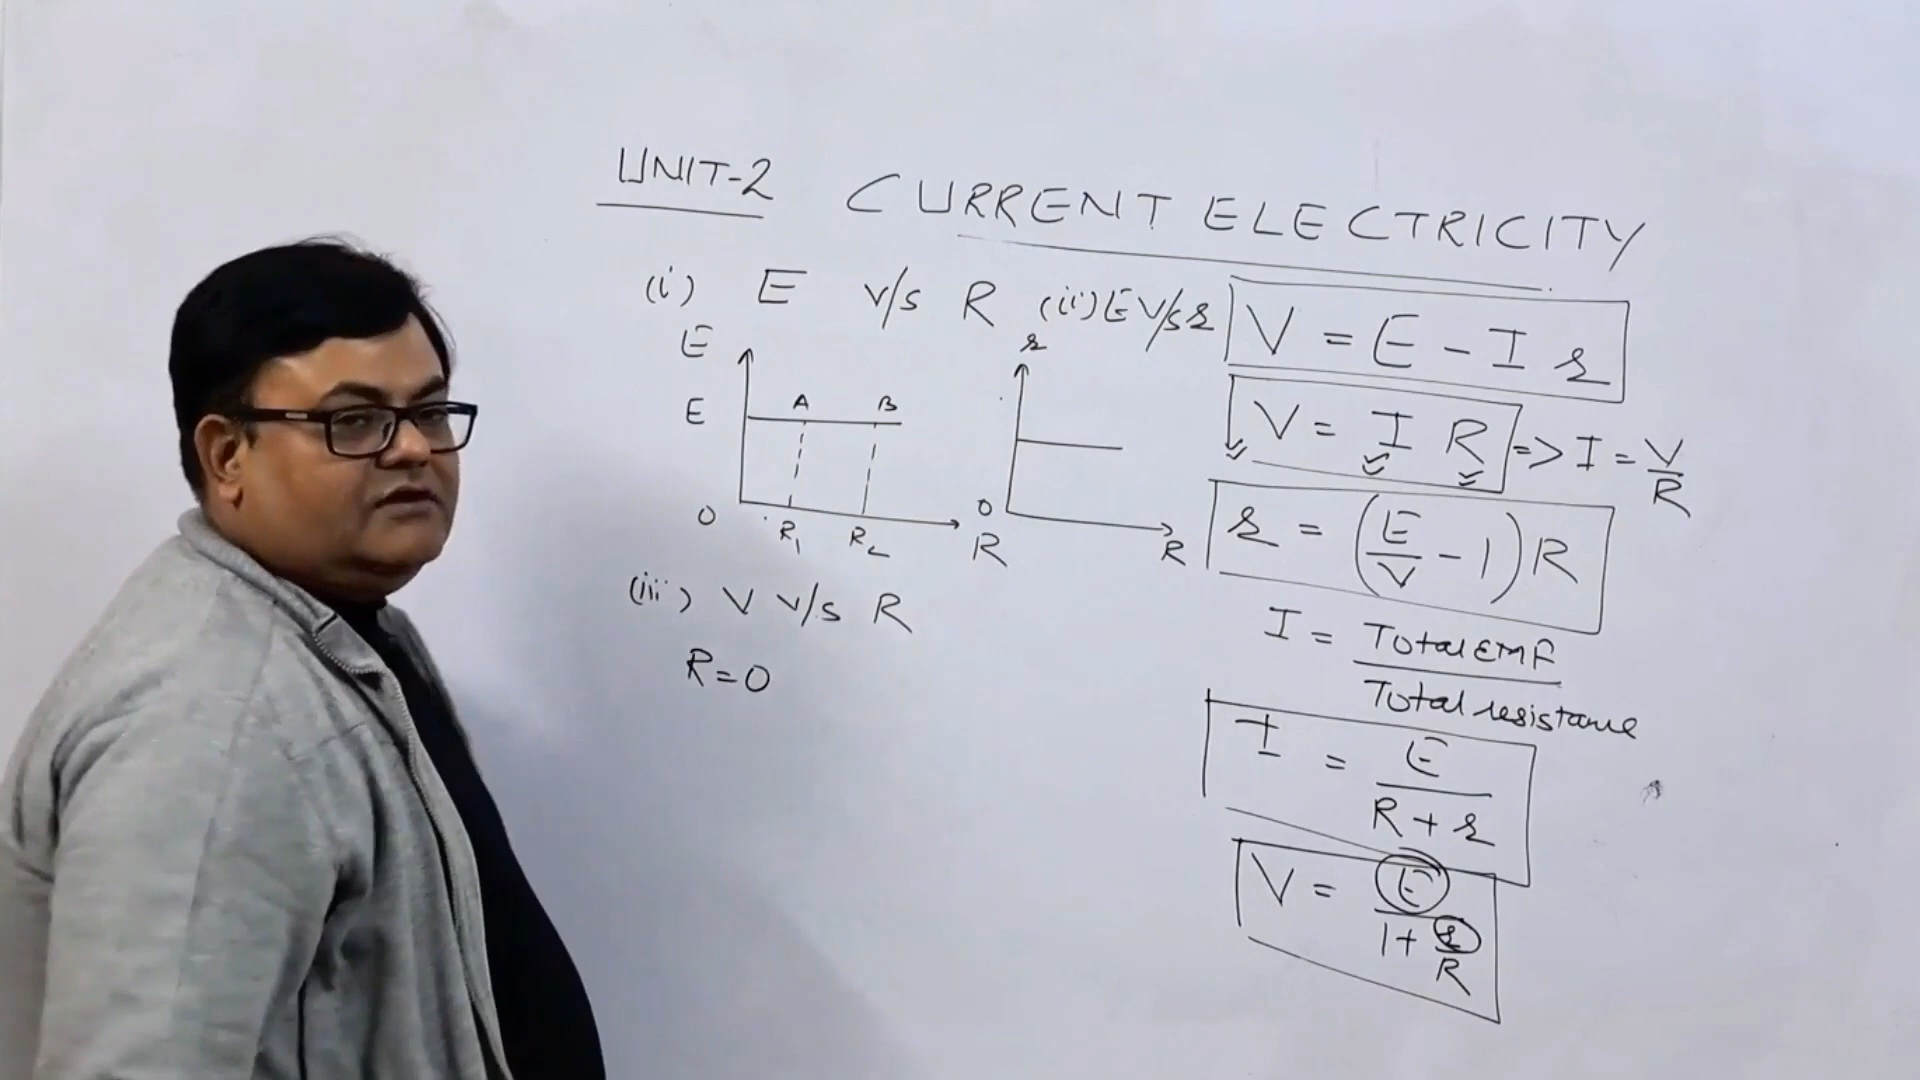 UNIT-2 CURRENT ELECTRICITY
(i) E v/s R (ii) E v/s r
E
E A B
O R₁ R₂ R
r
O R
(iii) V v/s R
R = 0
V = E - I r
V = I R => I = V/R
r = (E/V - 1) R
I = Total EMF / Total resistance
I = E / R + r
V = E / 1 + r/R